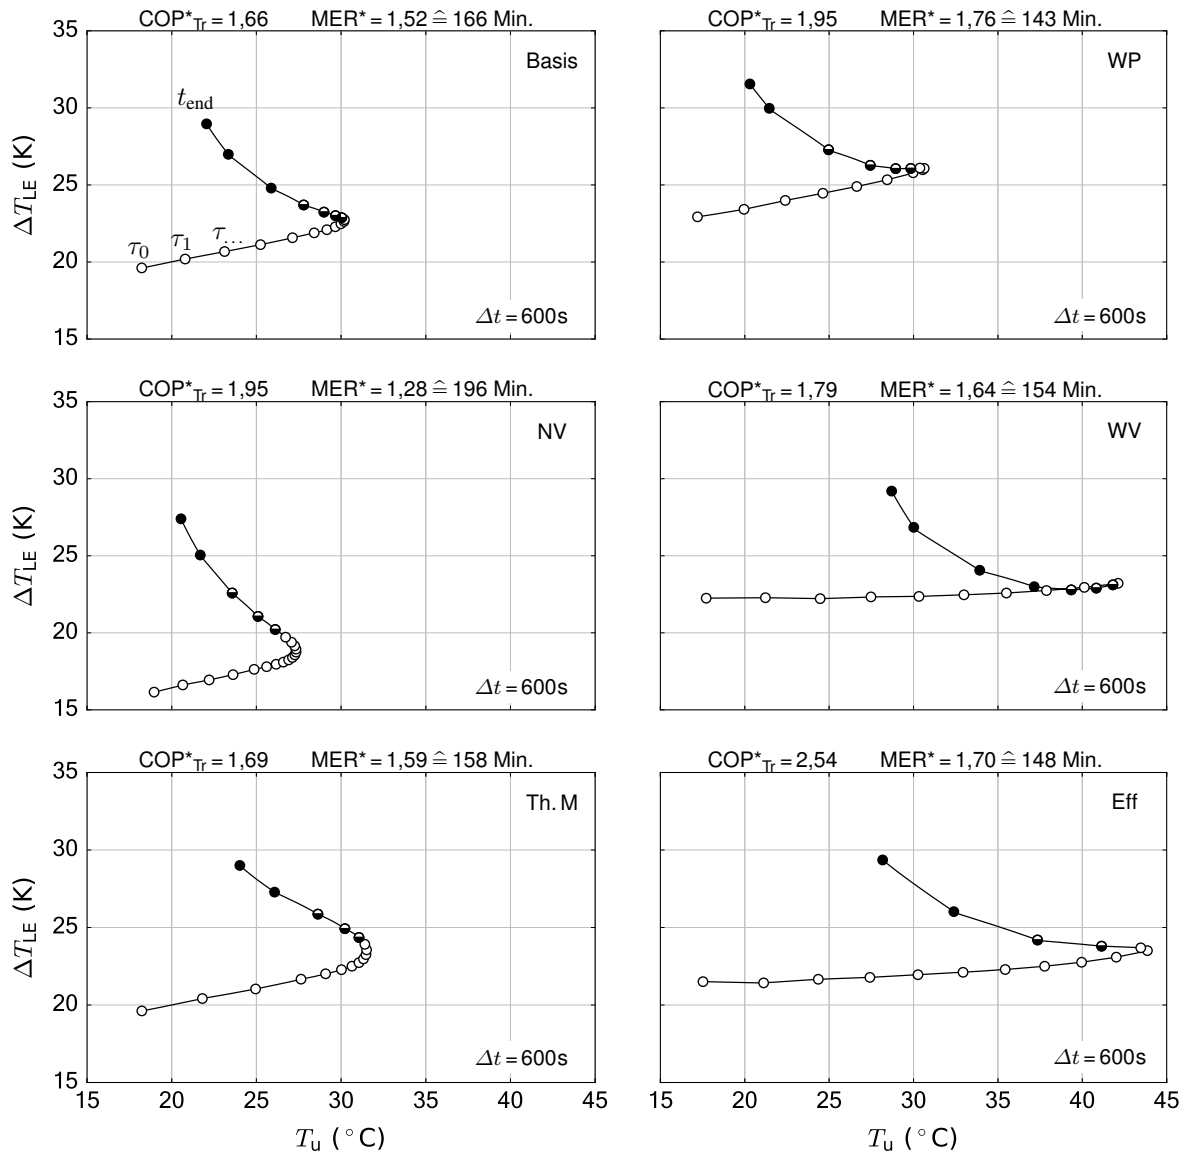 COP*Tr = 1,66 MER* = 1,52 ≙ 166 Min.
COP*Tr = 1,95 MER* = 1,76 ≙ 143 Min.
35
30
25
20
15
ΔTLE (K)
Basis
tend
τ0 τ1 τ...
Δt = 600s
WP
Δt = 600s
COP*Tr = 1,95 MER* = 1,28 ≙ 196 Min.
COP*Tr = 1,79 MER* = 1,64 ≙ 154 Min.
35
30
25
20
15
ΔTLE (K)
NV
Δt = 600s
WV
Δt = 600s
COP*Tr = 1,69 MER* = 1,59 ≙ 158 Min.
COP*Tr = 2,54 MER* = 1,70 ≙ 148 Min.
35
30
25
20
15
ΔTLE (K)
Th. M
Δt = 600s
Eff
Δt = 600s
15 20 25 30 35 40 45
15 20 25 30 35 40 45
Tu (°C)
Tu (°C)